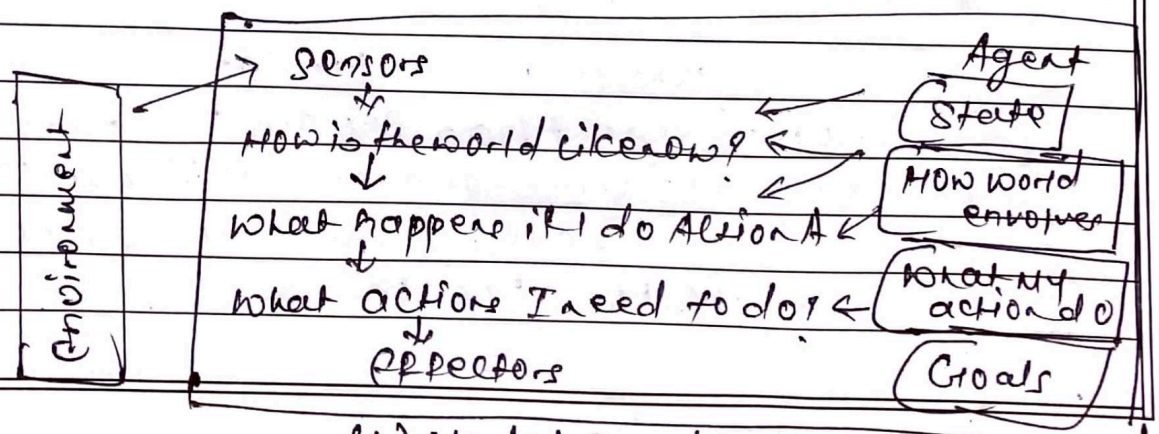 Agent
Sensors
State
How is the world like now?
How world
envolves
What happens if I do Action A
What My
action do
What actions I need to do?
Effectors
Goals
Environment